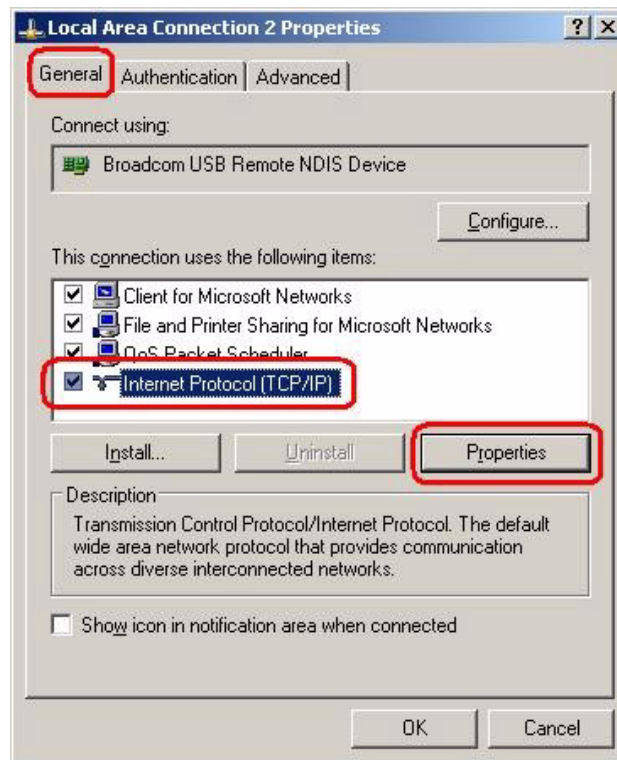 Local Area Connection 2 Properties
General Authentication Advanced
Connect using:
Broadcom USB Remote NDIS Device
Configure...
This connection uses the following items:
Client for Microsoft Networks
File and Printer Sharing for Microsoft Networks
QoS Packet Scheduler
Internet Protocol (TCP/IP)
Install... Uninstall Properties
Description
Transmission Control Protocol/Internet Protocol. The default
wide area network protocol that provides communication
across diverse interconnected networks.
Show icon in notification area when connected
OK Cancel